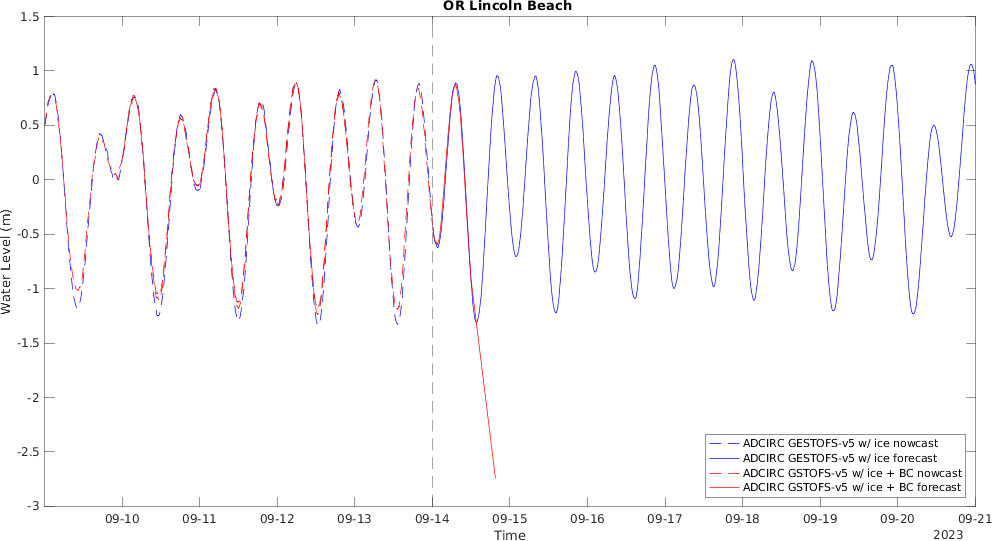 OR Lincoln Beach
1.5
1
0.5
0
-0.5
-1
-1.5
-2
-2.5
-3
Water Level (m)
ADCIRC GESTOFS-v5 w/ ice nowcast
ADCIRC GESTOFS-v5 w/ ice forecast
ADCIRC GSTOFS-v5 w/ ice + BC nowcast
ADCIRC GSTOFS-v5 w/ ice + BC forecast
09-10 09-11 09-12 09-13 09-14 09-15 09-16 09-17 09-18 09-19 09-20 09-21
Time
2023